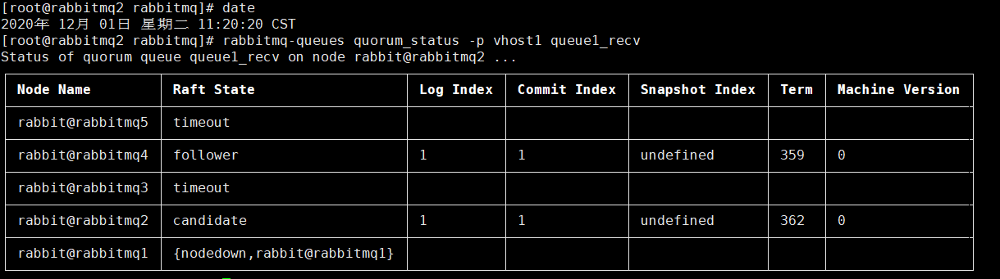 [root@rabbitmq2 rabbitmq]# date
2020年 12月 01日 星期二 11:20:20 CST
[root@rabbitmq2 rabbitmq]# rabbitmq-queues quorum_status -p vhost1 queue1_recv
Status of quorum queue queue1_recv on node rabbit@rabbitmq2 ...
Node Name Raft State Log Index Commit Index Snapshot Index Term Machine Version
rabbit@rabbitmq5 timeout
rabbit@rabbitmq4 follower 1 1 undefined 359 0
rabbit@rabbitmq3 timeout
rabbit@rabbitmq2 candidate 1 1 undefined 362 0
rabbit@rabbitmq1 {nodedown,rabbit@rabbitmq1}